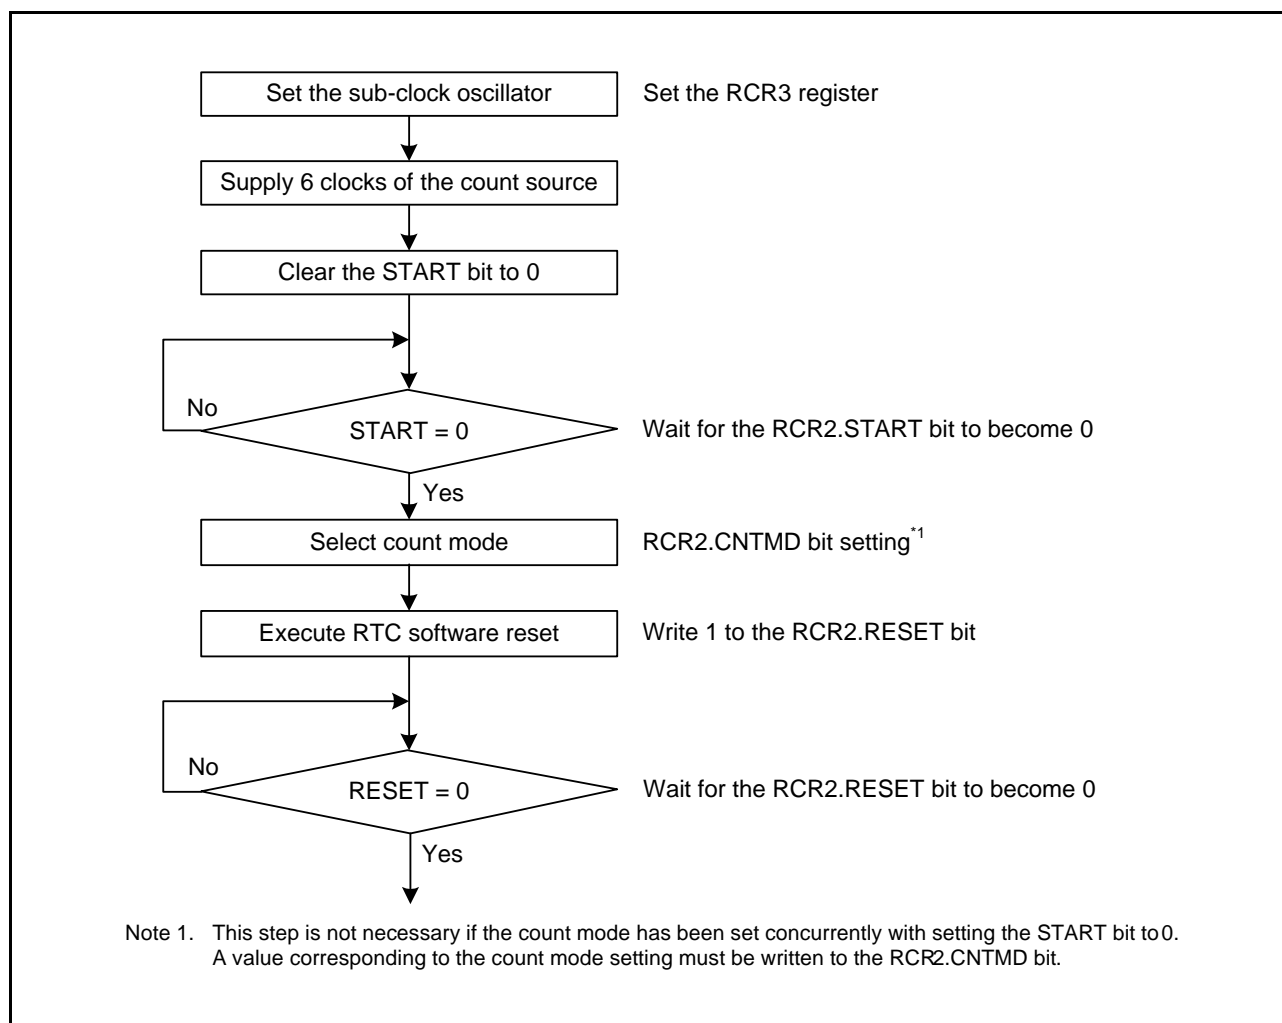 Set the sub-clock oscillator
Set the RCR3 register
Supply 6 clocks of the count source
Clear the START bit to 0
No
START = 0
Wait for the RCR2.START bit to become 0
Yes
Select count mode
RCR2.CNTMD bit setting*1
Execute RTC software reset
Write 1 to the RCR2.RESET bit
No
RESET = 0
Wait for the RCR2.RESET bit to become 0
Yes
Note 1. This step is not necessary if the count mode has been set concurrently with setting the START bit to 0.
A value corresponding to the count mode setting must be written to the RCR2.CNTMD bit.